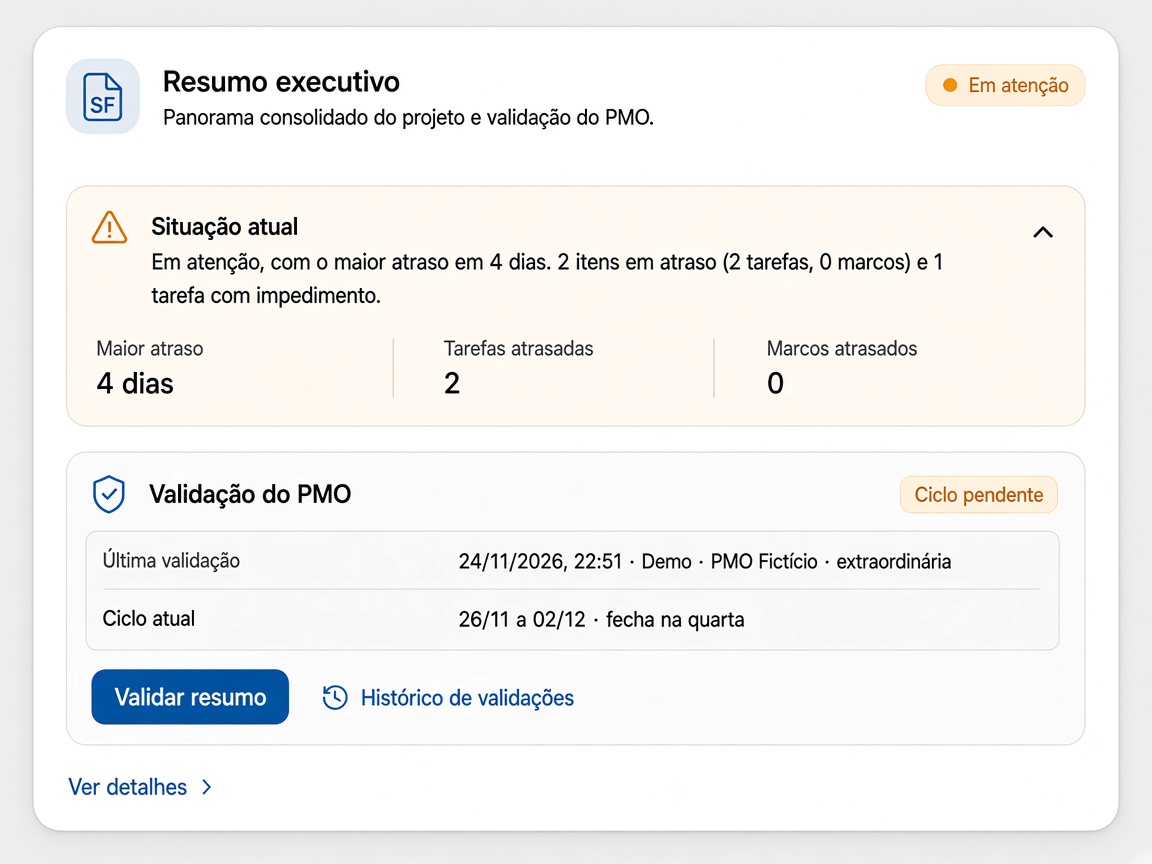 SF
Resumo executivo
Panorama consolidado do projeto e validação do PMO.
Em atenção
Situação atual
Em atenção, com o maior atraso em 4 dias. 2 itens em atraso (2 tarefas, 0 marcos) e 1
tarefa com impedimento.
Maior atraso
4 dias
Tarefas atrasadas
2
Marcos atrasados
0
Validação do PMO
Ciclo pendente
Última validação
24/11/2026, 22:51 · Demo · PMO Fictício · extraordinária
Ciclo atual
26/11 a 02/12 · fecha na quarta
Validar resumo
Histórico de validações
Ver detalhes